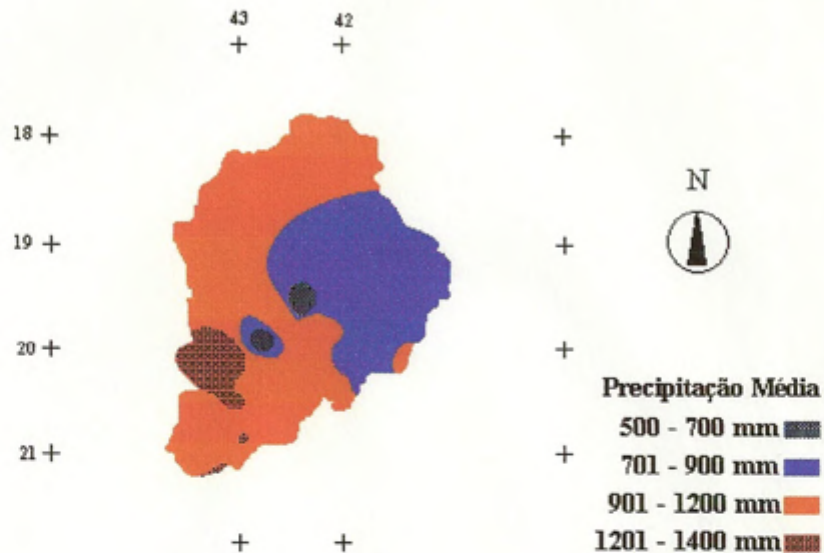 43 42
18
19
20
21
N
Precipitação Média
500 - 700 mm
701 - 900 mm
901 - 1200 mm
1201 - 1400 mm